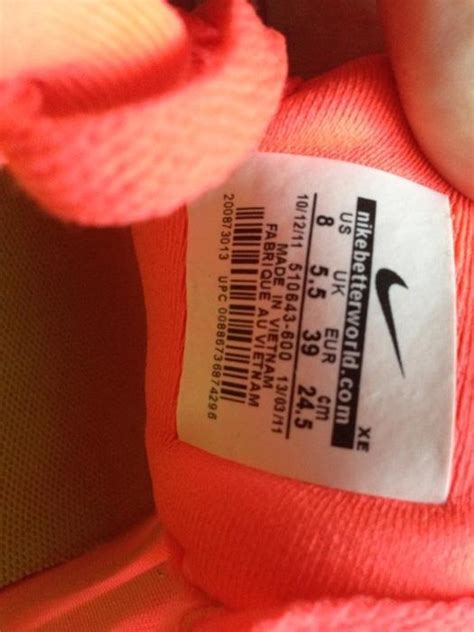 nikebetterworld.com XE
US UK EUR cm
8 5.5 39 24.5
10/12/11 510643-600 13/03/11
MADE IN VIETNAM
FABRIQUE AU VIETNAM
200873013 UPC 00886736874296